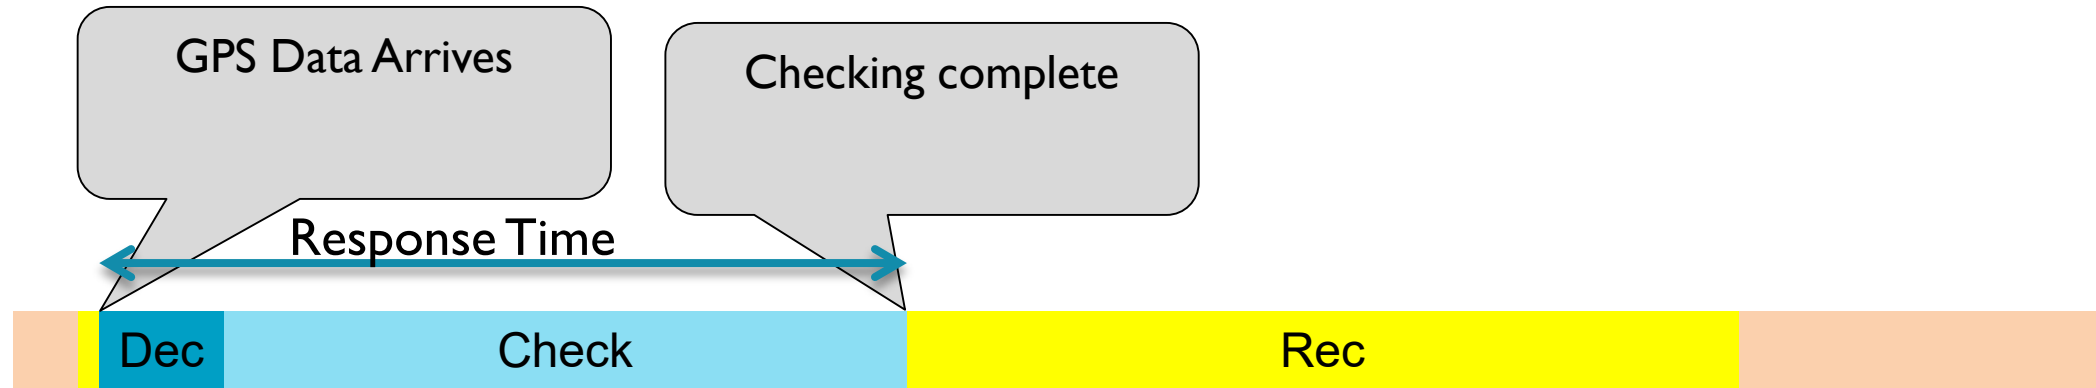 GPS Data Arrives
Checking complete
Response Time
Dec
Check
Rec